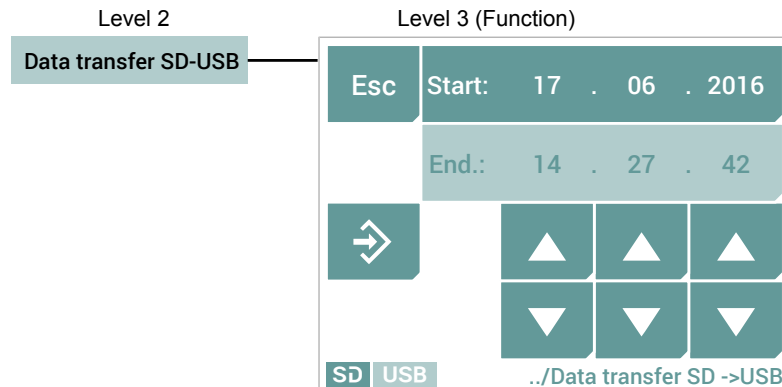 Level 2
Level 3 (Function)
Data transfer SD-USB
Esc Start: 17 . 06 . 2016
End.: 14 . 27 . 42
SD USB ../Data transfer SD ->USB